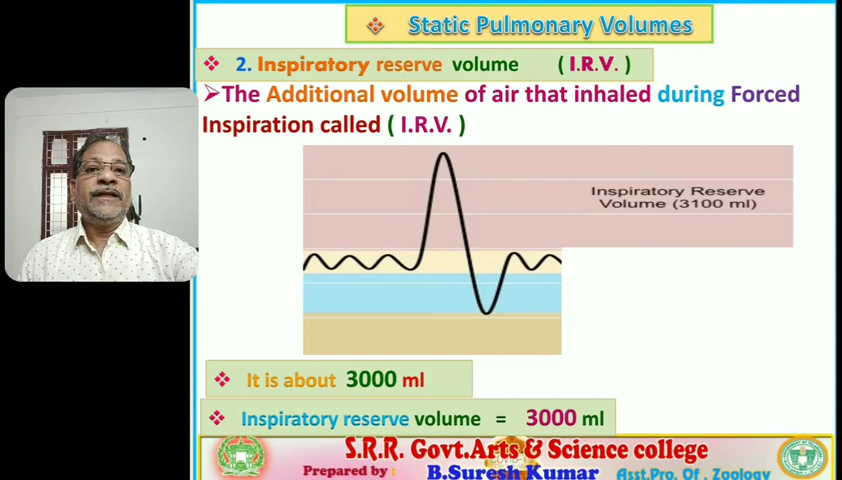 Static Pulmonary Volumes
2. Inspiratory reserve volume ( I.R.V. )
The Additional volume of air that inhaled during Forced
Inspiration called ( I.R.V. )
Inspiratory Reserve
Volume (3100 ml)
It is about 3000 ml
Inspiratory reserve volume = 3000 ml
S.R.R. Govt.Arts & Science college
Prepared by : B.Suresh Kumar Asst.Pro. Of . Zoology